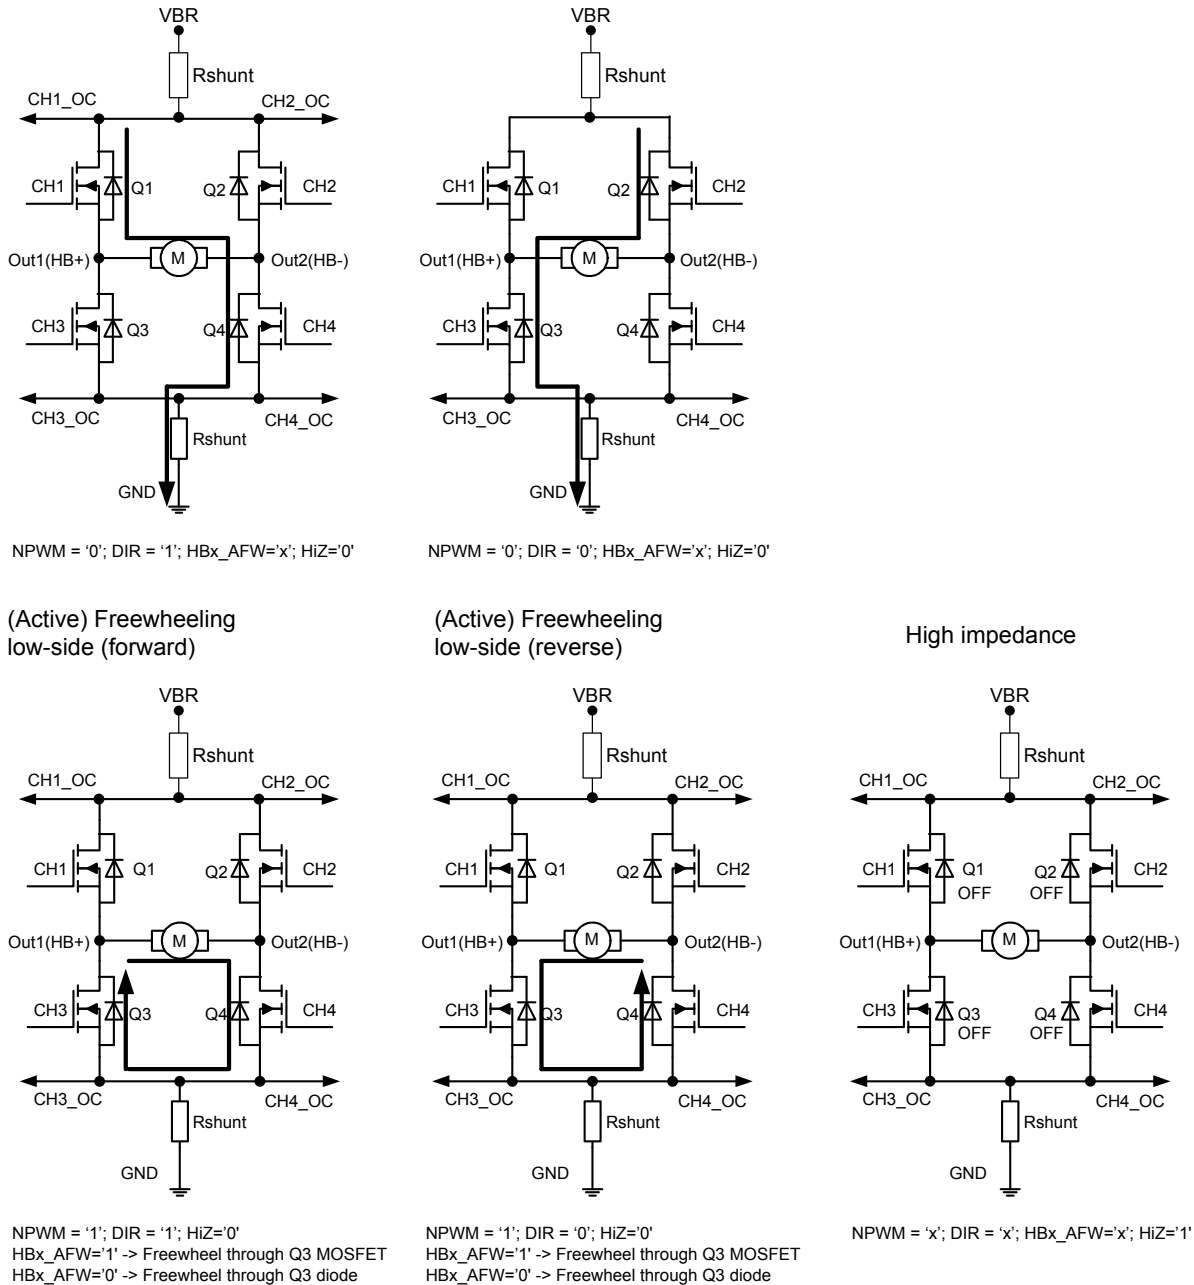 VBR
VBR
Rshunt
Rshunt
CH1_OC
CH2_OC
CH1
Q1
Q2
CH2
CH1
Q1
Q2
CH2
Out1(HB+)
M
Out2(HB-)
Out1(HB+)
M
Out2(HB-)
CH3
Q3
Q4
CH4
CH3
Q3
Q4
CH4
CH3_OC
CH4_OC
CH3_OC
CH4_OC
Rshunt
Rshunt
GND
GND
NPWM = ‘0’; DIR = ‘1’; HBx_AFW=’x’; HiZ=’0'
NPWM = ‘0’; DIR = ‘0’; HBx_AFW=’x’; HiZ=’0'
(Active) Freewheeling
low-side (forward)
(Active) Freewheeling
low-side (reverse)
High impedance
VBR
VBR
VBR
Rshunt
Rshunt
Rshunt
CH1_OC
CH2_OC
CH1_OC
CH2_OC
CH1_OC
CH2_OC
CH1
Q1
Q2
CH2
CH1
Q1
Q2
CH2
CH1
Q1
OFF
Q2
OFF
CH2
Out1(HB+)
M
Out2(HB-)
Out1(HB+)
M
Out2(HB-)
Out1(HB+)
M
Out2(HB-)
CH3
Q3
Q4
CH4
CH3
Q3
Q4
CH4
CH3
Q3
OFF
Q4
OFF
CH4
CH3_OC
CH4_OC
CH3_OC
CH4_OC
CH3_OC
CH4_OC
Rshunt
Rshunt
Rshunt
GND
GND
GND
NPWM = ‘1’; DIR = ‘1’; HiZ=’0'
HBx_AFW=’1' -> Freewheel through Q3 MOSFET
HBx_AFW=’0' -> Freewheel through Q3 diode
NPWM = ‘1’; DIR = ‘0’; HiZ=’0'
HBx_AFW=’1' -> Freewheel through Q3 MOSFET
HBx_AFW=’0' -> Freewheel through Q3 diode
NPWM = ‘x’; DIR = ‘x’; HBx_AFW=’x’; HiZ=’1'